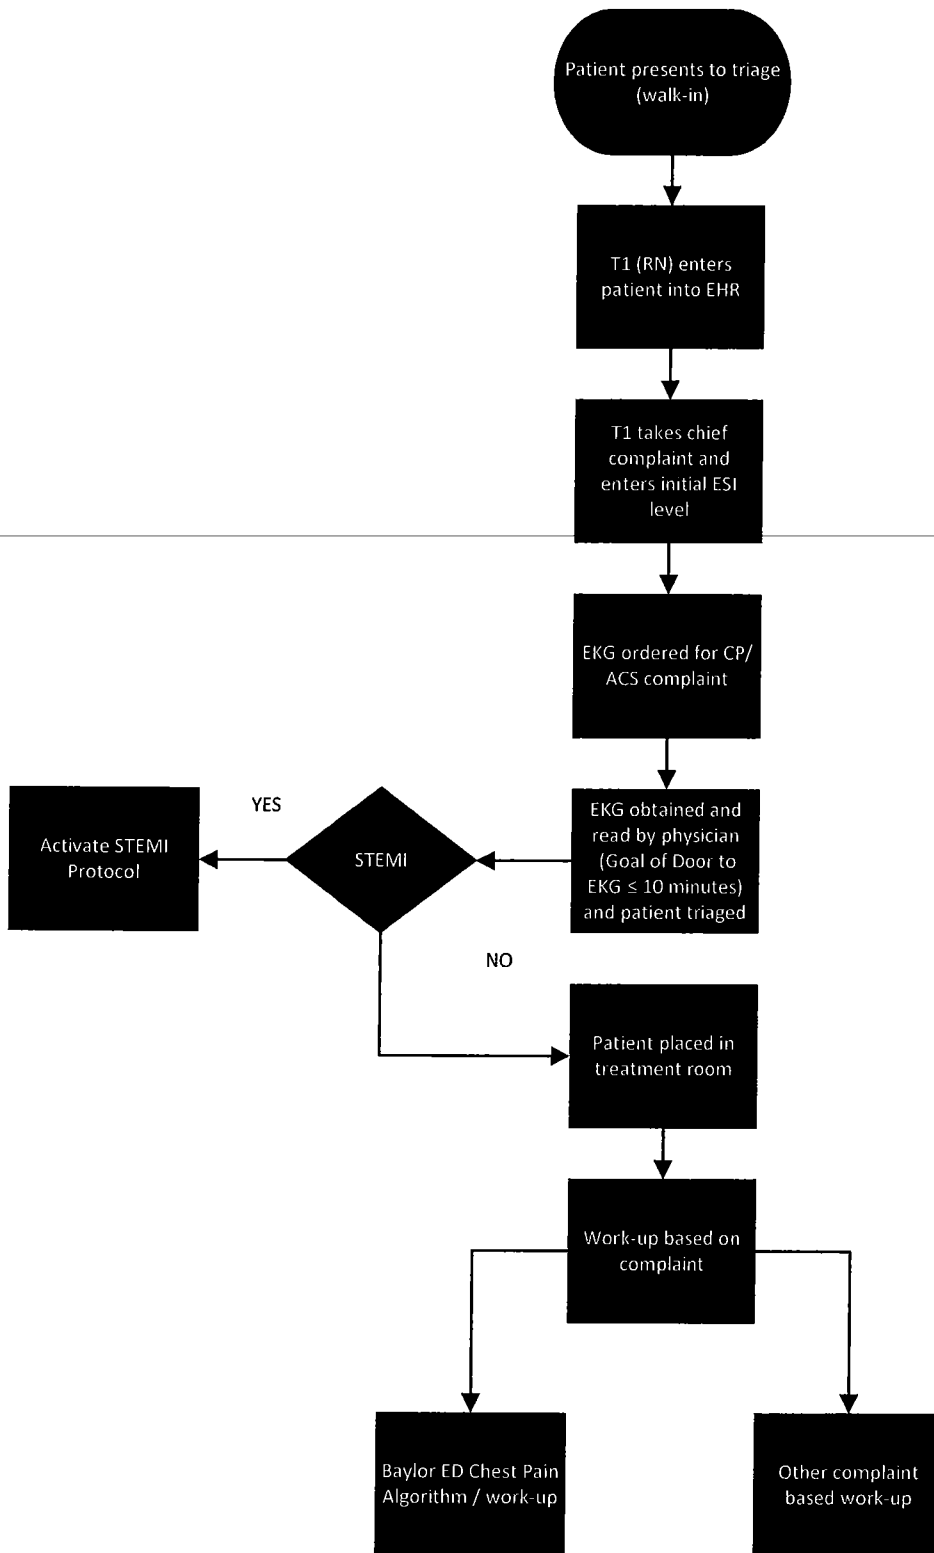 Patient presents to triage
(walk-in)
T1 (RN) enters
patient into EHR
T1 takes chief
complaint and
enters initial ESI
level
EKG ordered for CP/
ACS complaint
EKG obtained and
read by physician
(Goal of Door to
EKG ≤ 10 minutes)
and patient triaged
STEMI
YES
Activate STEMI
Protocol
NO
Patient placed in
treatment room
Work-up based on
complaint
Baylor ED Chest Pain
Algorithm / work-up
Other complaint
based work-up